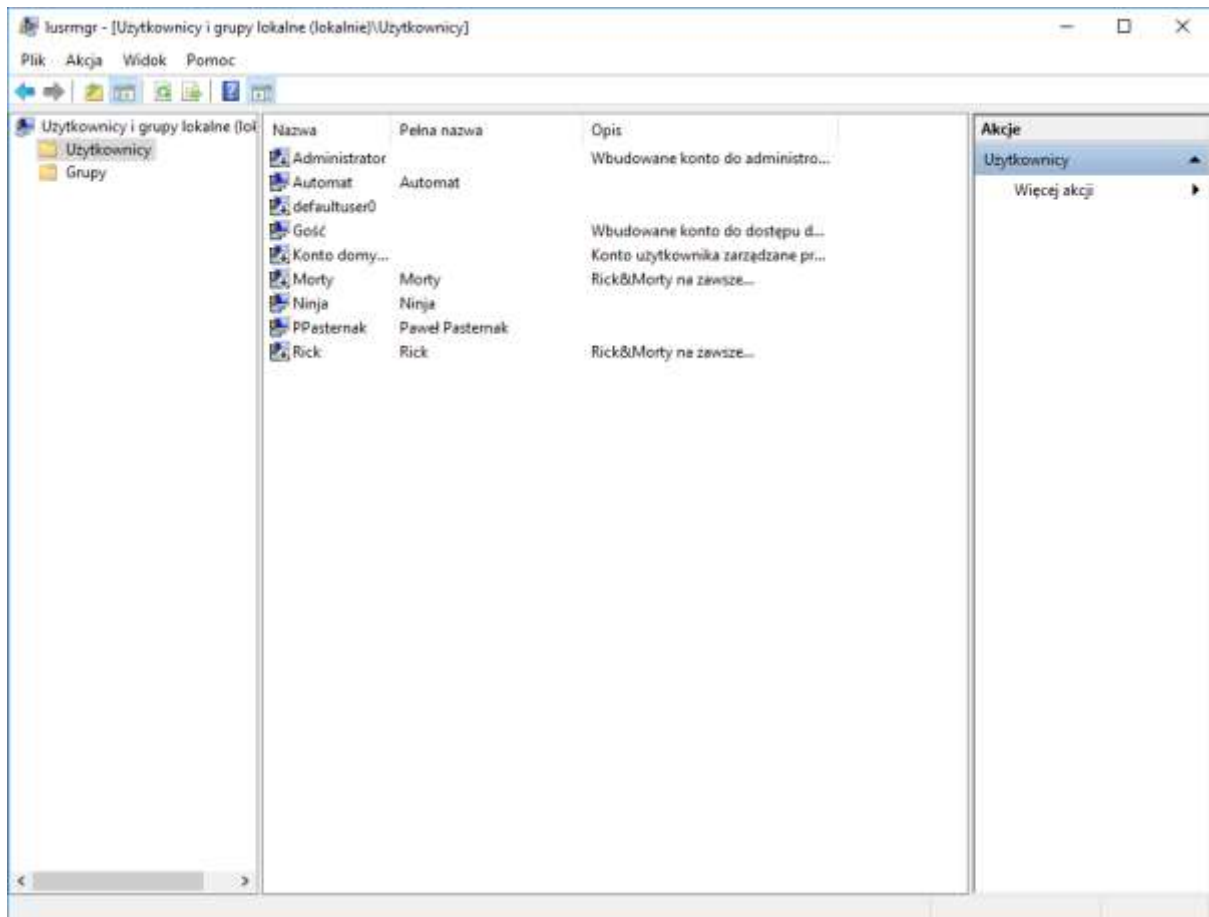 lusrmgr - [Użytkownicy i grupy lokalne (lokalnie)\Użytkownicy]
Plik Akcja Widok Pomoc
Użytkownicy i grupy lokalne (lok
Użytkownicy
Grupy
Nazwa Pełna nazwa Opis
Administrator Wbudowane konto do administro...
Automat Automat
defaultuser0
Gość Wbudowane konto do dostępu d...
Konto domy... Konto użytkownika zarządzane pr...
Morty Morty Rick&Morty na zawsze...
Ninja Ninja
PPasternak Paweł Pasternak
Rick Rick Rick&Morty na zawsze...
Akcje
Użytkownicy
Więcej akcji